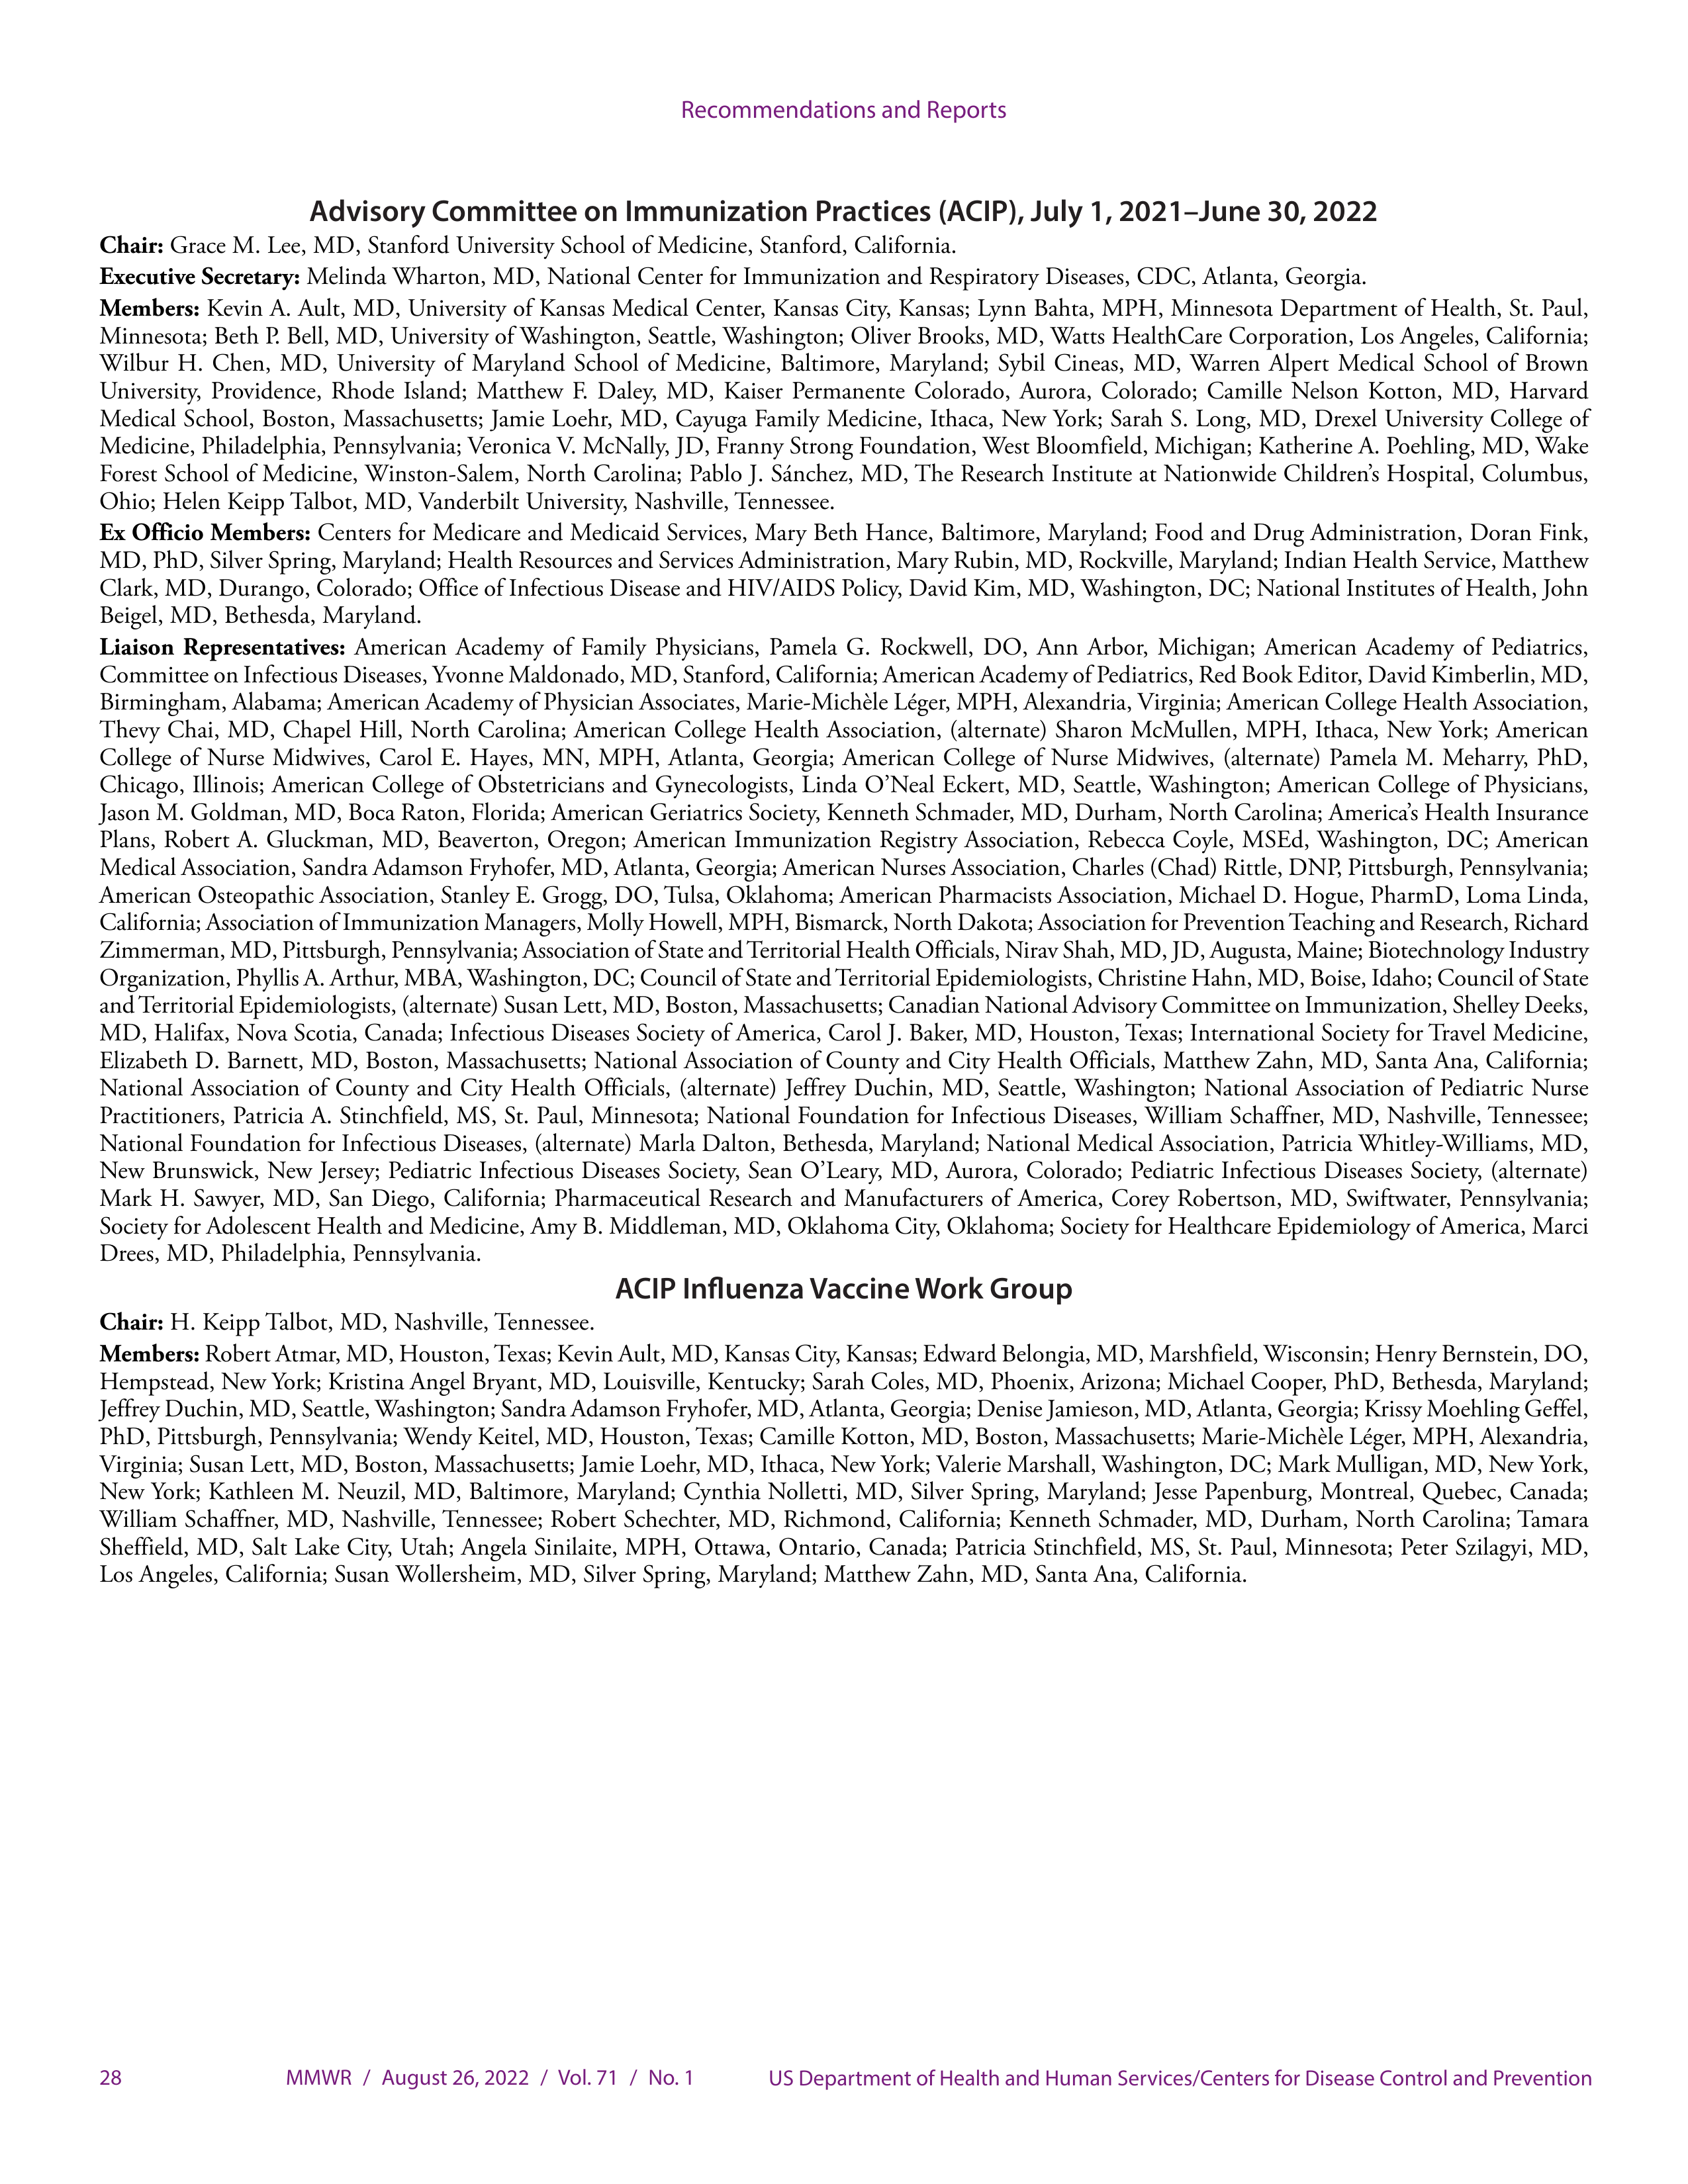 Recommendations and Reports
Advisory Committee on Immunization Practices (ACIP), July 1, 2021–June 30, 2022
Chair: Grace M. Lee, MD, Stanford University School of Medicine, Stanford, California.
Executive Secretary: Melinda Wharton, MD, National Center for Immunization and Respiratory Diseases, CDC, Atlanta, Georgia.
Members: Kevin A. Ault, MD, University of Kansas Medical Center, Kansas City, Kansas; Lynn Bahta, MPH, Minnesota Department of Health, St. Paul,
Minnesota; Beth P. Bell, MD, University of Washington, Seattle, Washington; Oliver Brooks, MD, Watts HealthCare Corporation, Los Angeles, California;
Wilbur H. Chen, MD, University of Maryland School of Medicine, Baltimore, Maryland; Sybil Cineas, MD, Warren Alpert Medical School of Brown
University, Providence, Rhode Island; Matthew F. Daley, MD, Kaiser Permanente Colorado, Aurora, Colorado; Camille Nelson Kotton, MD, Harvard
Medical School, Boston, Massachusetts; Jamie Loehr, MD, Cayuga Family Medicine, Ithaca, New York; Sarah S. Long, MD, Drexel University College of
Medicine, Philadelphia, Pennsylvania; Veronica V. McNally, JD, Franny Strong Foundation, West Bloomfield, Michigan; Katherine A. Poehling, MD, Wake
Forest School of Medicine, Winston-Salem, North Carolina; Pablo J. Sánchez, MD, The Research Institute at Nationwide Children’s Hospital, Columbus,
Ohio; Helen Keipp Talbot, MD, Vanderbilt University, Nashville, Tennessee.
Ex Officio Members: Centers for Medicare and Medicaid Services, Mary Beth Hance, Baltimore, Maryland; Food and Drug Administration, Doran Fink,
MD, PhD, Silver Spring, Maryland; Health Resources and Services Administration, Mary Rubin, MD, Rockville, Maryland; Indian Health Service, Matthew
Clark, MD, Durango, Colorado; Office of Infectious Disease and HIV/AIDS Policy, David Kim, MD, Washington, DC; National Institutes of Health, John
Beigel, MD, Bethesda, Maryland.
Liaison Representatives: American Academy of Family Physicians, Pamela G. Rockwell, DO, Ann Arbor, Michigan; American Academy of Pediatrics,
Committee on Infectious Diseases, Yvonne Maldonado, MD, Stanford, California; American Academy of Pediatrics, Red Book Editor, David Kimberlin, MD,
Birmingham, Alabama; American Academy of Physician Associates, Marie-Michèle Léger, MPH, Alexandria, Virginia; American College Health Association,
Thevy Chai, MD, Chapel Hill, North Carolina; American College Health Association, (alternate) Sharon McMullen, MPH, Ithaca, New York; American
College of Nurse Midwives, Carol E. Hayes, MN, MPH, Atlanta, Georgia; American College of Nurse Midwives, (alternate) Pamela M. Meharry, PhD,
Chicago, Illinois; American College of Obstetricians and Gynecologists, Linda O’Neal Eckert, MD, Seattle, Washington; American College of Physicians,
Jason M. Goldman, MD, Boca Raton, Florida; American Geriatrics Society, Kenneth Schmader, MD, Durham, North Carolina; America’s Health Insurance
Plans, Robert A. Gluckman, MD, Beaverton, Oregon; American Immunization Registry Association, Rebecca Coyle, MSEd, Washington, DC; American
Medical Association, Sandra Adamson Fryhofer, MD, Atlanta, Georgia; American Nurses Association, Charles (Chad) Rittle, DNP, Pittsburgh, Pennsylvania;
American Osteopathic Association, Stanley E. Grogg, DO, Tulsa, Oklahoma; American Pharmacists Association, Michael D. Hogue, PharmD, Loma Linda,
California; Association of Immunization Managers, Molly Howell, MPH, Bismarck, North Dakota; Association for Prevention Teaching and Research, Richard
Zimmerman, MD, Pittsburgh, Pennsylvania; Association of State and Territorial Health Officials, Nirav Shah, MD, JD, Augusta, Maine; Biotechnology Industry
Organization, Phyllis A. Arthur, MBA, Washington, DC; Council of State and Territorial Epidemiologists, Christine Hahn, MD, Boise, Idaho; Council of State
and Territorial Epidemiologists, (alternate) Susan Lett, MD, Boston, Massachusetts; Canadian National Advisory Committee on Immunization, Shelley Deeks,
MD, Halifax, Nova Scotia, Canada; Infectious Diseases Society of America, Carol J. Baker, MD, Houston, Texas; International Society for Travel Medicine,
Elizabeth D. Barnett, MD, Boston, Massachusetts; National Association of County and City Health Officials, Matthew Zahn, MD, Santa Ana, California;
National Association of County and City Health Officials, (alternate) Jeffrey Duchin, MD, Seattle, Washington; National Association of Pediatric Nurse
Practitioners, Patricia A. Stinchfield, MS, St. Paul, Minnesota; National Foundation for Infectious Diseases, William Schaffner, MD, Nashville, Tennessee;
National Foundation for Infectious Diseases, (alternate) Marla Dalton, Bethesda, Maryland; National Medical Association, Patricia Whitley-Williams, MD,
New Brunswick, New Jersey; Pediatric Infectious Diseases Society, Sean O’Leary, MD, Aurora, Colorado; Pediatric Infectious Diseases Society, (alternate)
Mark H. Sawyer, MD, San Diego, California; Pharmaceutical Research and Manufacturers of America, Corey Robertson, MD, Swiftwater, Pennsylvania;
Society for Adolescent Health and Medicine, Amy B. Middleman, MD, Oklahoma City, Oklahoma; Society for Healthcare Epidemiology of America, Marci
Drees, MD, Philadelphia, Pennsylvania.
ACIP Influenza Vaccine Work Group
Chair: H. Keipp Talbot, MD, Nashville, Tennessee.
Members: Robert Atmar, MD, Houston, Texas; Kevin Ault, MD, Kansas City, Kansas; Edward Belongia, MD, Marshfield, Wisconsin; Henry Bernstein, DO,
Hempstead, New York; Kristina Angel Bryant, MD, Louisville, Kentucky; Sarah Coles, MD, Phoenix, Arizona; Michael Cooper, PhD, Bethesda, Maryland;
Jeffrey Duchin, MD, Seattle, Washington; Sandra Adamson Fryhofer, MD, Atlanta, Georgia; Denise Jamieson, MD, Atlanta, Georgia; Krissy Moehling Geffel,
PhD, Pittsburgh, Pennsylvania; Wendy Keitel, MD, Houston, Texas; Camille Kotton, MD, Boston, Massachusetts; Marie-Michèle Léger, MPH, Alexandria,
Virginia; Susan Lett, MD, Boston, Massachusetts; Jamie Loehr, MD, Ithaca, New York; Valerie Marshall, Washington, DC; Mark Mulligan, MD, New York,
New York; Kathleen M. Neuzil, MD, Baltimore, Maryland; Cynthia Nolletti, MD, Silver Spring, Maryland; Jesse Papenburg, Montreal, Quebec, Canada;
William Schaffner, MD, Nashville, Tennessee; Robert Schechter, MD, Richmond, California; Kenneth Schmader, MD, Durham, North Carolina; Tamara
Sheffield, MD, Salt Lake City, Utah; Angela Sinilaite, MPH, Ottawa, Ontario, Canada; Patricia Stinchfield, MS, St. Paul, Minnesota; Peter Szilagyi, MD,
Los Angeles, California; Susan Wollersheim, MD, Silver Spring, Maryland; Matthew Zahn, MD, Santa Ana, California.
28 MMWR / August 26, 2022 / Vol. 71 / No. 1 US Department of Health and Human Services/Centers for Disease Control and Prevention